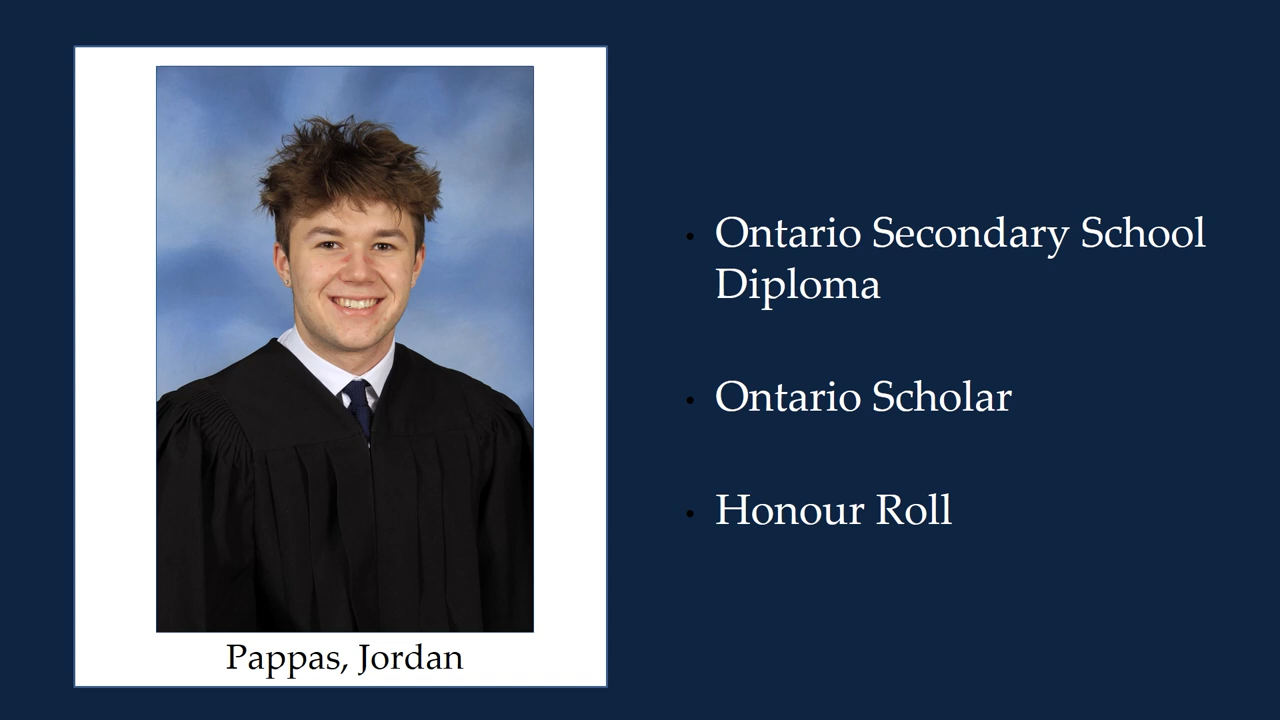 Ontario Secondary School
Diploma
Ontario Scholar
Honour Roll
Pappas, Jordan